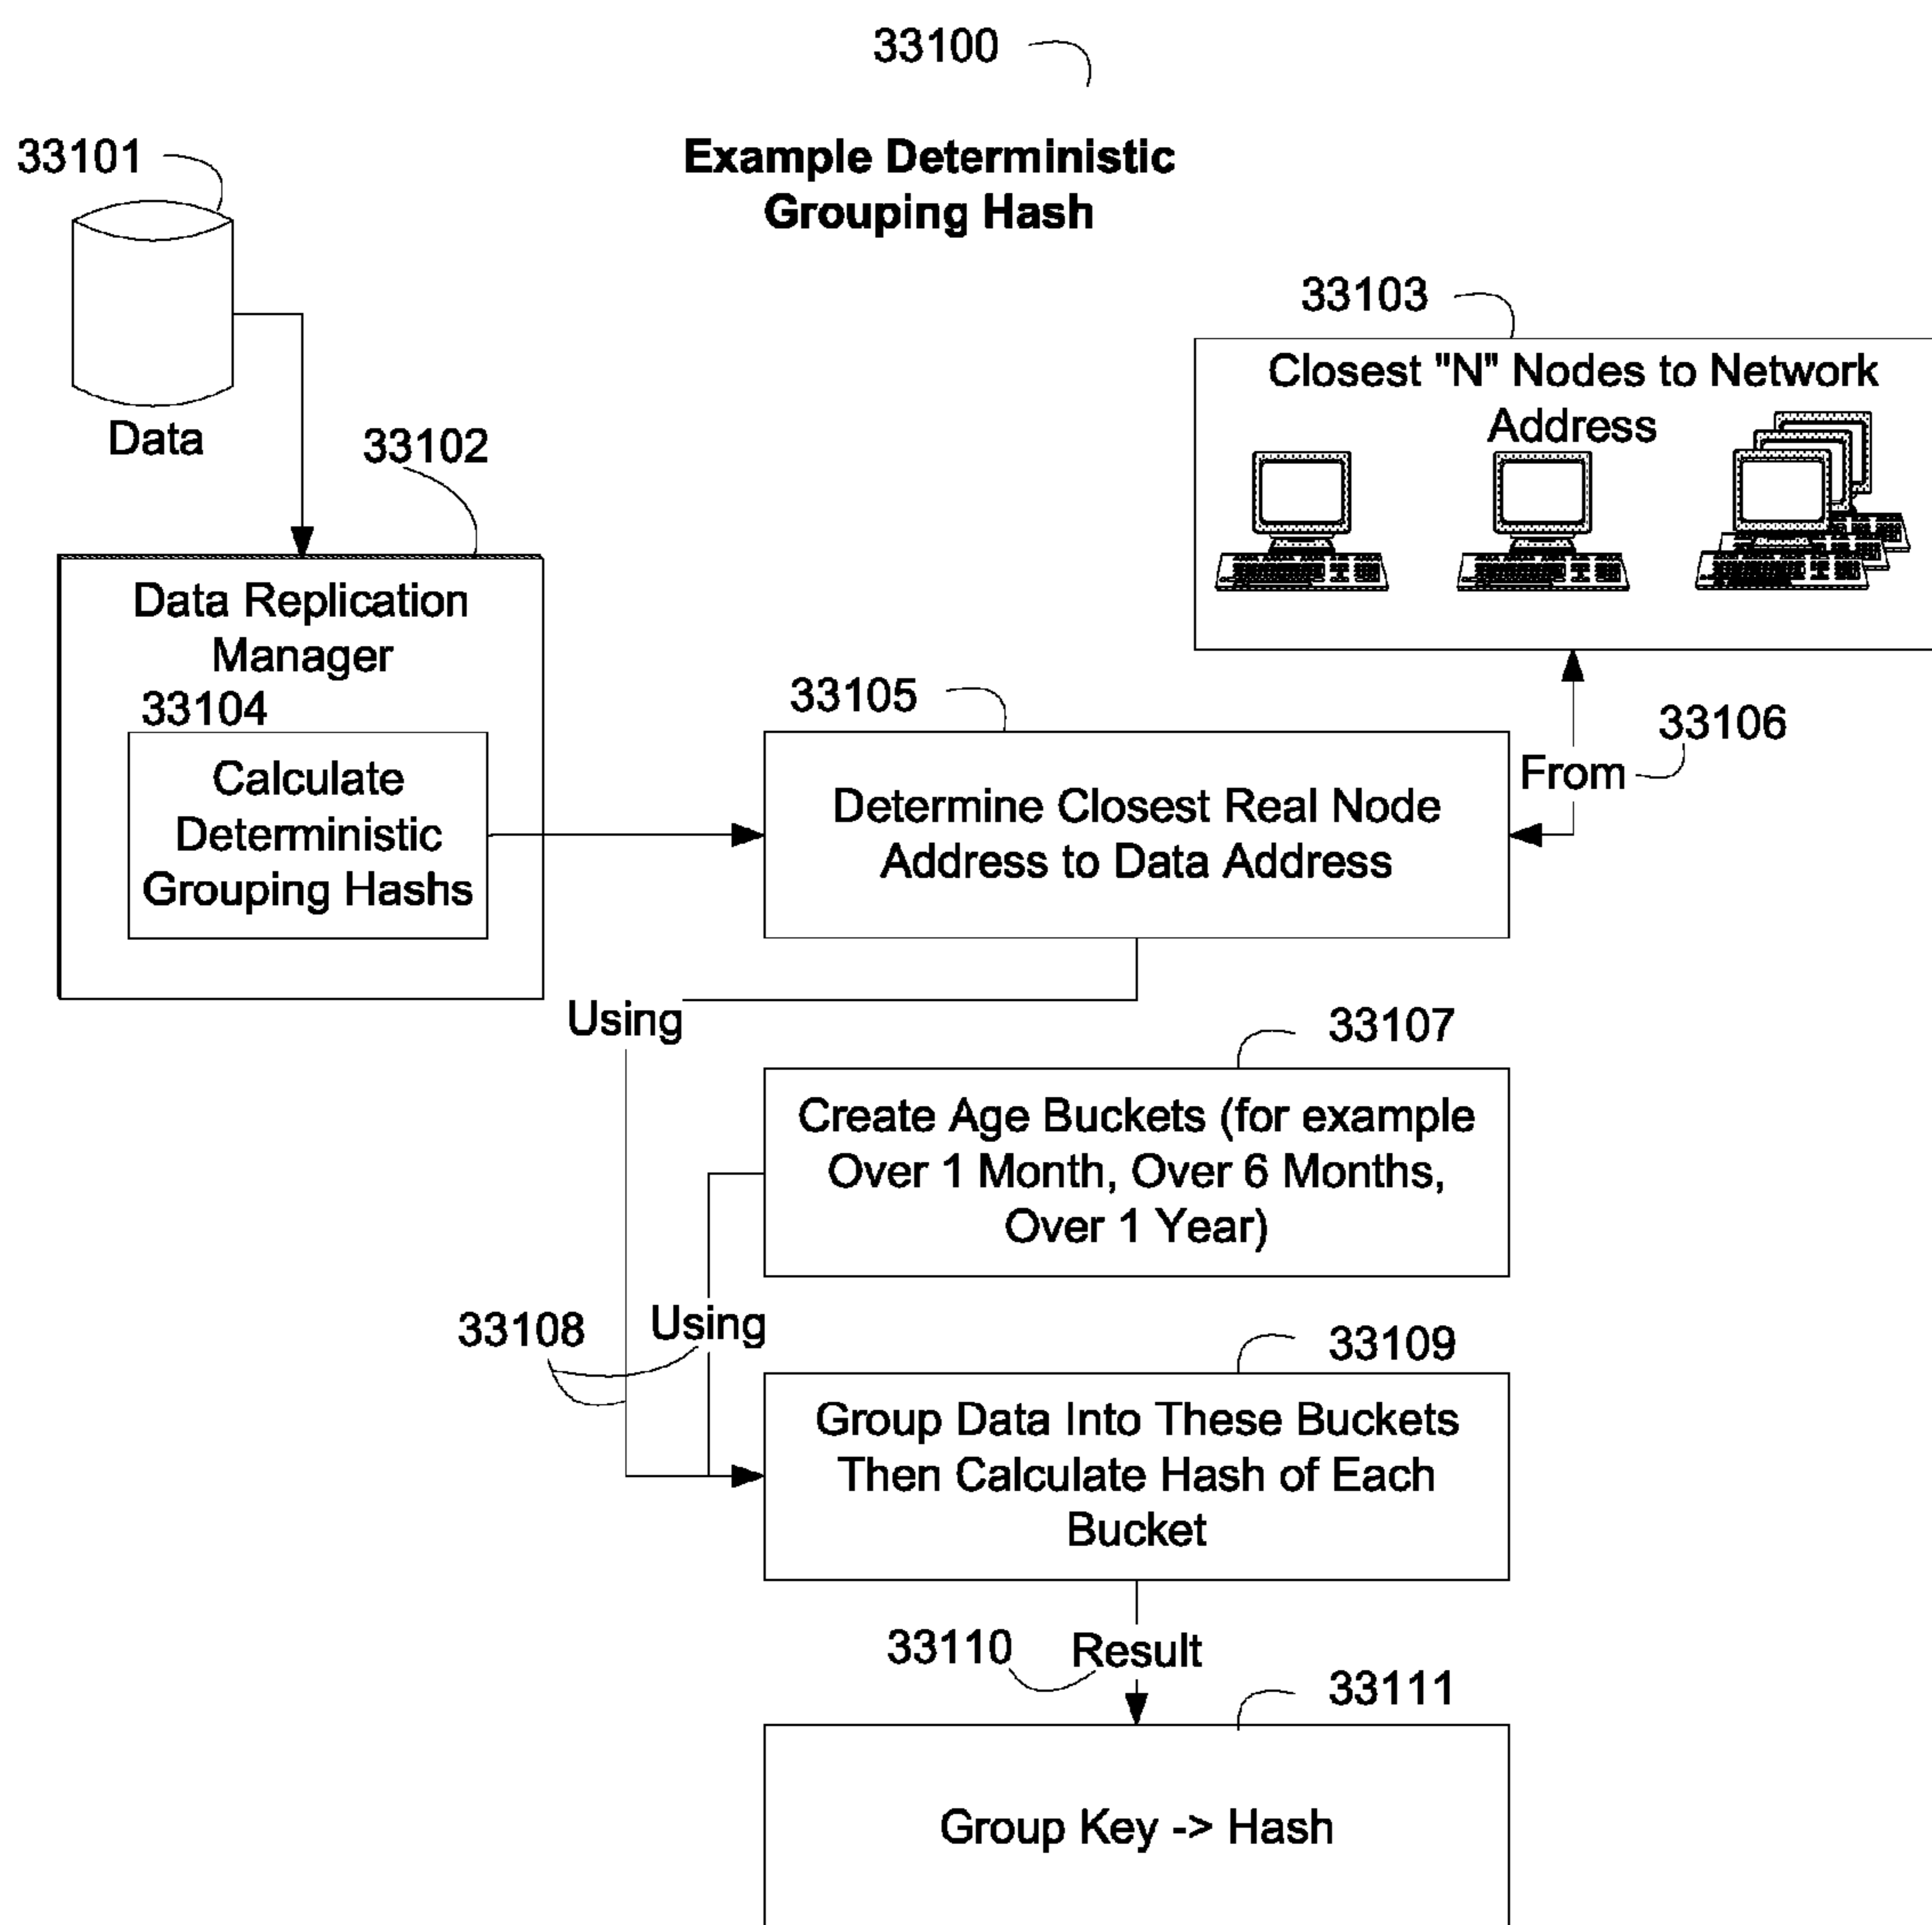 33100
33101
Example Deterministic
Grouping Hash
33103
Closest "N" Nodes to Network
Address
Data
33102
Data Replication
Manager
33104
Calculate
Deterministic
Grouping Hashs
33105
Determine Closest Real Node
Address to Data Address
From
33106
Using
33107
Create Age Buckets (for example
Over 1 Month, Over 6 Months,
Over 1 Year)
33108
Using
33109
Group Data Into These Buckets
Then Calculate Hash of Each
Bucket
33110
Result
33111
Group Key -> Hash